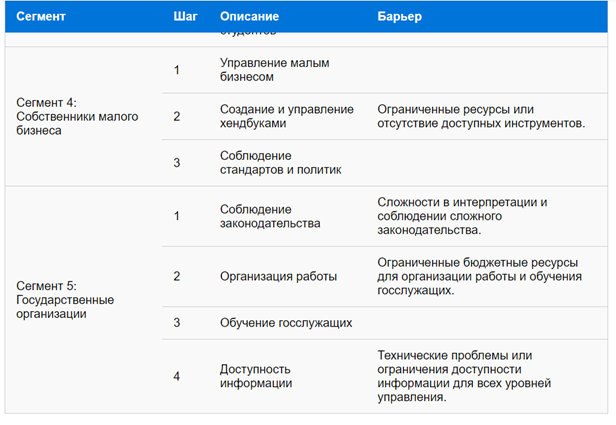 Сегмент Шаг Описание Барьер
студентов
Сегмент 4:
Собственники малого
бизнеса
1 Управление малым
бизнесом
2 Создание и управление
хендбуками
Ограниченные ресурсы или
отсутствие доступных инструментов.
3 Соблюдение
стандартов и политик
Сегмент 5:
Государственные
организации
1 Соблюдение
законодательства
Сложности в интерпретации и
соблюдении сложного
законодательства.
2 Организация работы
Ограниченные бюджетные ресурсы
для организации работы и обучения
госслужащих.
3 Обучение госслужащих
4 Доступность
информации
Технические проблемы или
ограничения доступности
информации для всех уровней
управления.